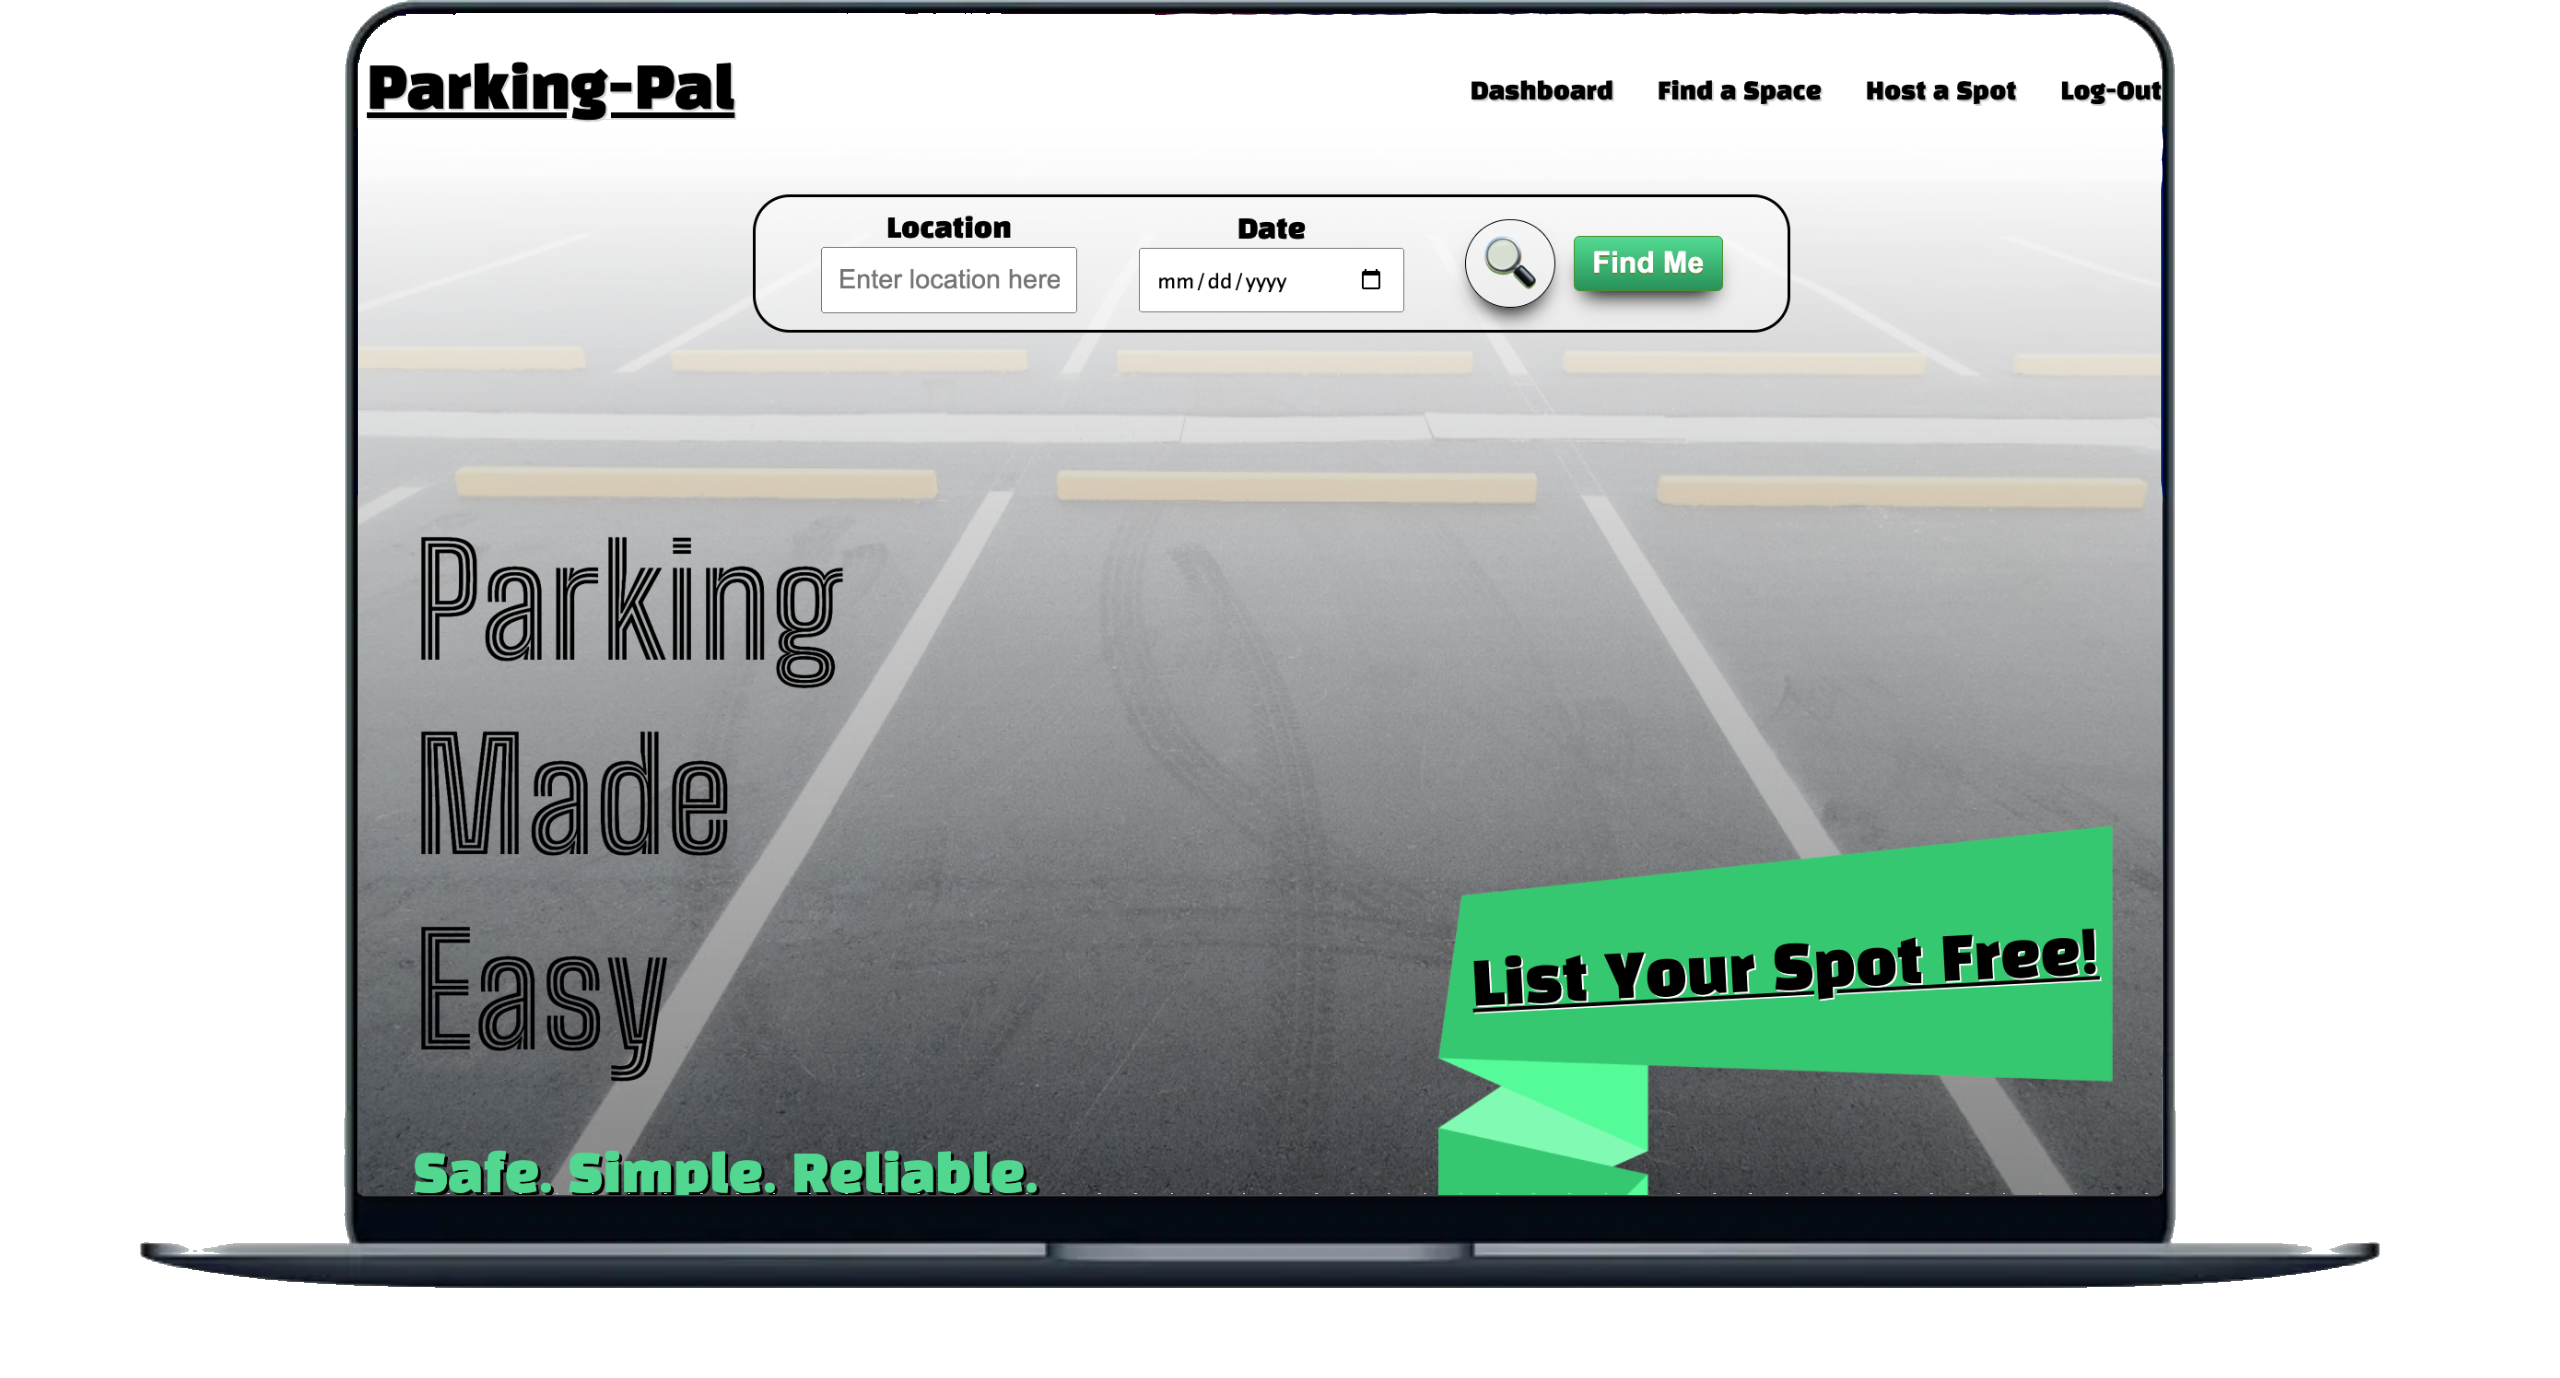 Parking-Pal
Dashboard Find a Space Host a Spot Log-Out
Location Date
Enter location here mm/dd/yyyy Find Me
Parking
Made
Easy
List Your Spot Free!
Safe. Simple. Reliable.